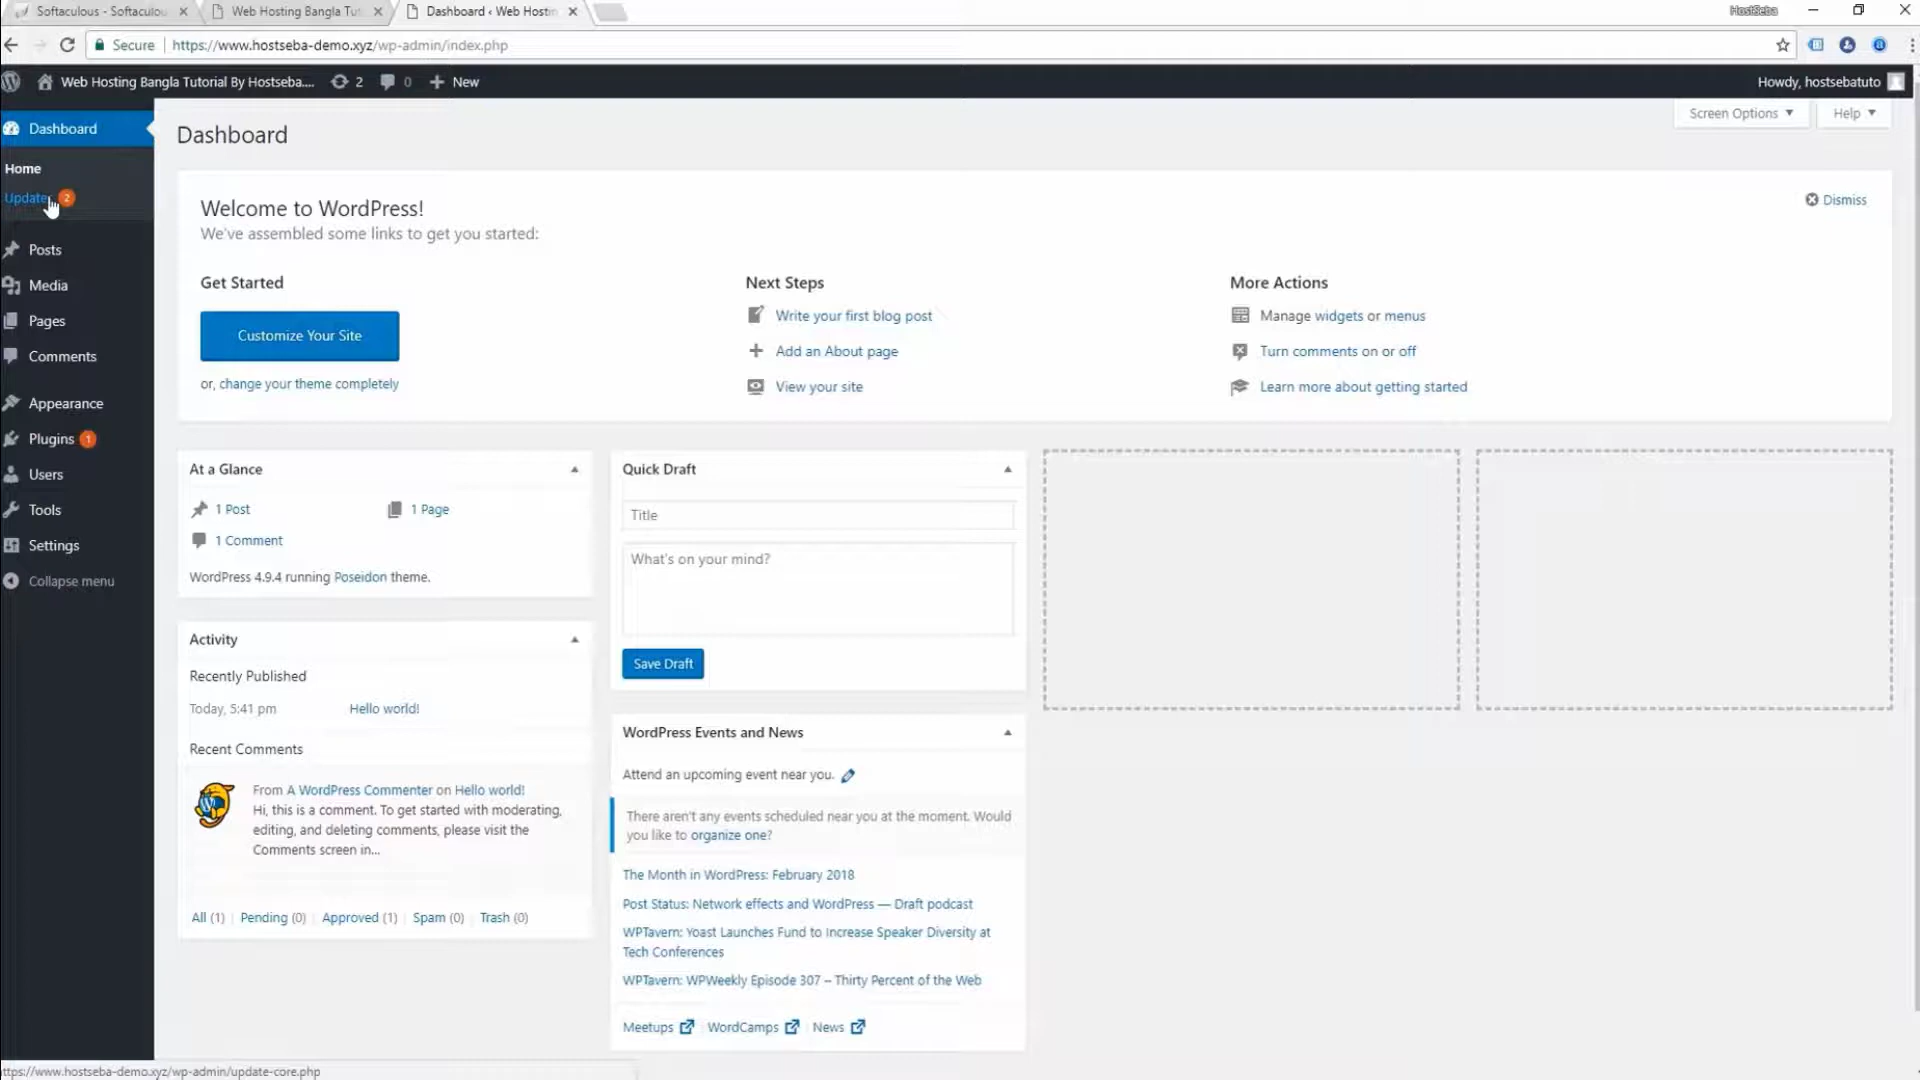 Softaculous - Softaculou
Web Hosting Bangla Tut
Dashboard ‹ Web Hostin
HostSeba
Secure
https://www.hostseba-demo.xyz/wp-admin/index.php
Web Hosting Bangla Tutorial By Hostseba....
2
0
New
Howdy, hostsebatuto
Dashboard
Home
Update
2
Posts
Media
Pages
Comments
Appearance
Plugins 1
Users
Tools
Settings
Collapse menu
Screen Options
Help
Dashboard
Welcome to WordPress!
We've assembled some links to get you started:
Dismiss
Get Started
Customize Your Site
or, change your theme completely
Next Steps
Write your first blog post
Add an About page
View your site
More Actions
Manage widgets or menus
Turn comments on or off
Learn more about getting started
At a Glance
1 Post
1 Page
1 Comment
WordPress 4.9.4 running Poseidon theme.
Activity
Recently Published
Today, 5:41 pm
Hello world!
Recent Comments
From A WordPress Commenter on Hello world!
Hi, this is a comment. To get started with moderating,
editing, and deleting comments, please visit the
Comments screen in...
All (1) | Pending (0) | Approved (1) | Spam (0) | Trash (0)
Quick Draft
Title
What's on your mind?
Save Draft
WordPress Events and News
Attend an upcoming event near you.
There aren't any events scheduled near you at the moment. Would
you like to organize one?
The Month in WordPress: February 2018
Post Status: Network effects and WordPress — Draft podcast
WPTavern: Yoast Launches Fund to Increase Speaker Diversity at
Tech Conferences
WPTavern: WPWeekly Episode 307 – Thirty Percent of the Web
Meetups | WordCamps | News
ttps://www.hostseba-demo.xyz/wp-admin/update-core.php